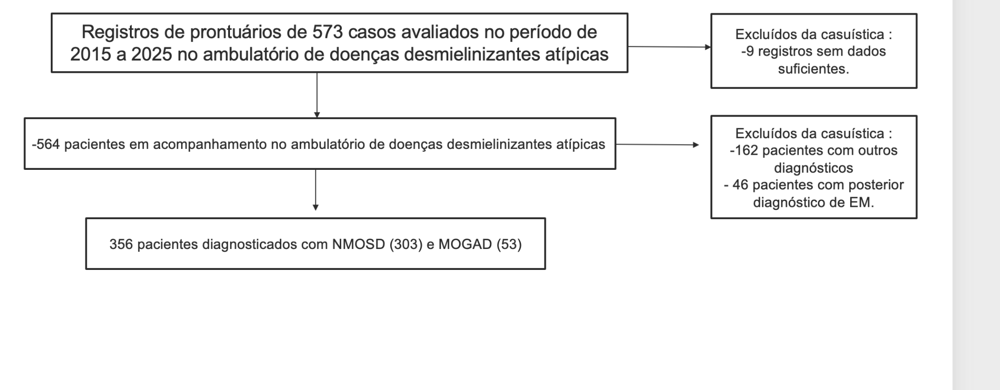 Registros de prontuários de 573 casos avaliados no período de
2015 a 2025 no ambulatório de doenças desmielinizantes atípicas
Excluídos da casuística :
-9 registros sem dados
suficientes.
-564 pacientes em acompanhamento no ambulatório de doenças desmielinizantes atípicas
Excluídos da casuística :
-162 pacientes com outros
diagnósticos
- 46 pacientes com posterior
diagnóstico de EM.
356 pacientes diagnosticados com NMOSD (303) e MOGAD (53)